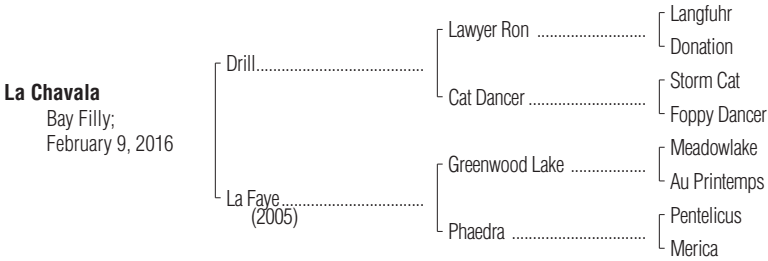 La Chavala
Bay Filly;
February 9, 2016
Drill
La Faye
(2005)
Lawyer Ron
Cat Dancer
Greenwood Lake
Phaedra
Langfuhr
Donation
Storm Cat
Foppy Dancer
Meadowlake
Au Printemps
Pentelicus
Merica